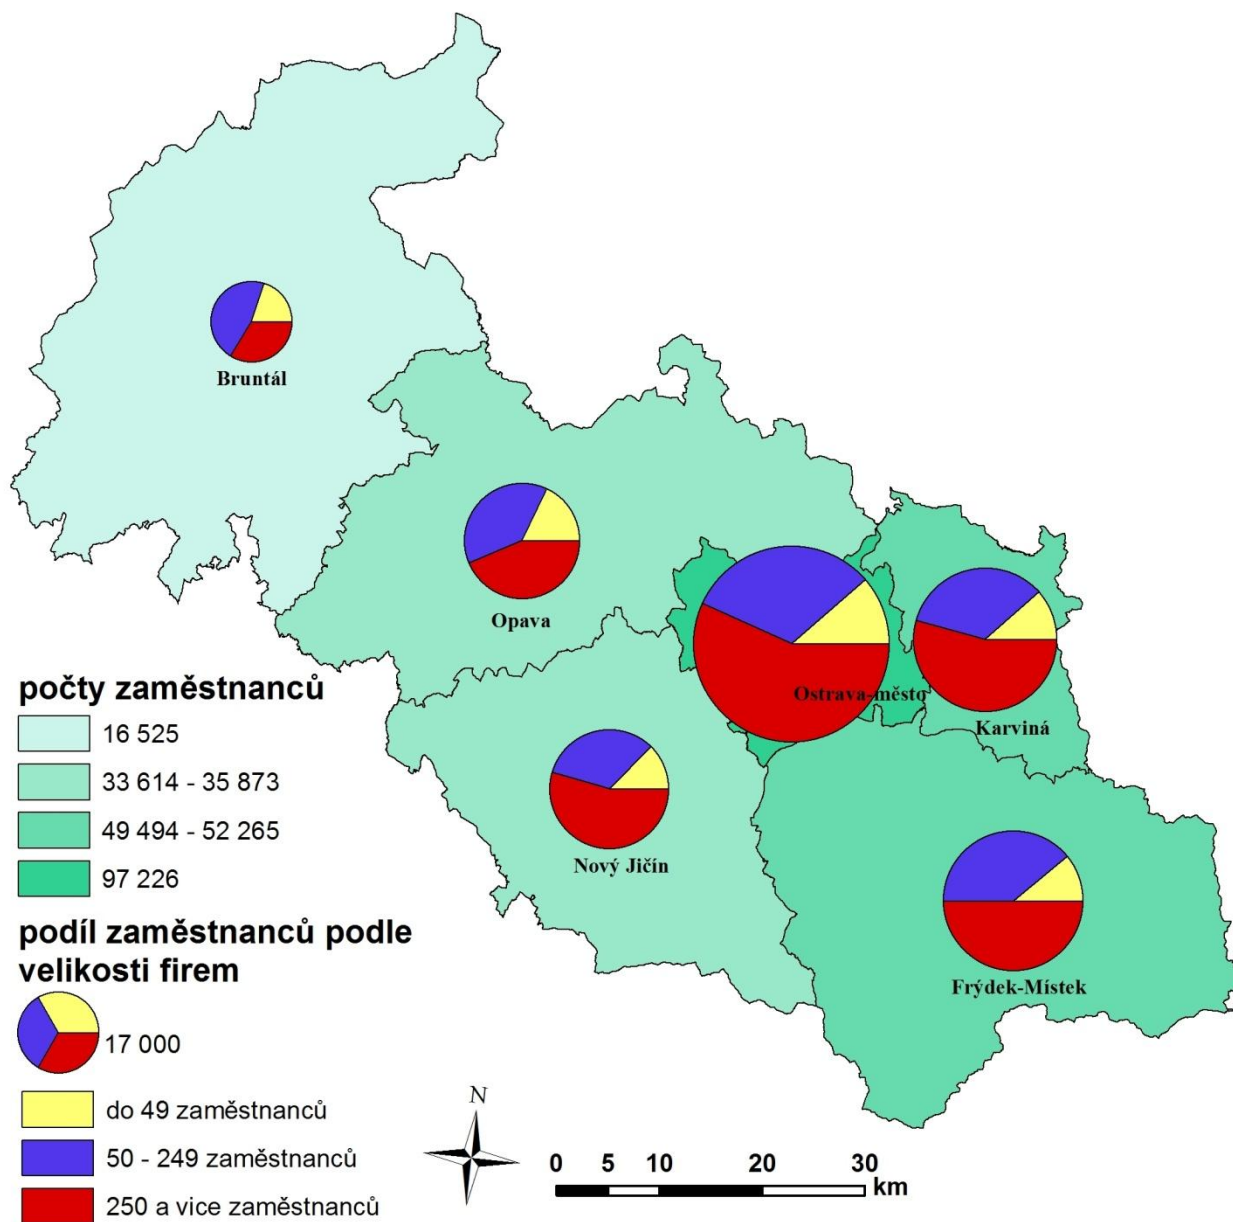 Bruntál
Opava
Ostrava-město
Karviná
Nový Jičín
Frýdek-Místek
počty zaměstnanců
16 525
33 614 - 35 873
49 494 - 52 265
97 226
podíl zaměstnanců podle
velikosti firem
17 000
do 49 zaměstnanců
50 - 249 zaměstnanců
250 a vice zaměstnanců
N
0 5 10 20 30
km